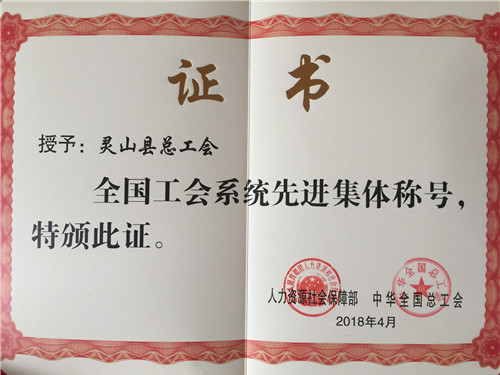 证 书
授予：灵山县总工会
全国工会系统先进集体称号，
特颁此证。
人力资源社会保障部 中华全国总工会
2018年4月